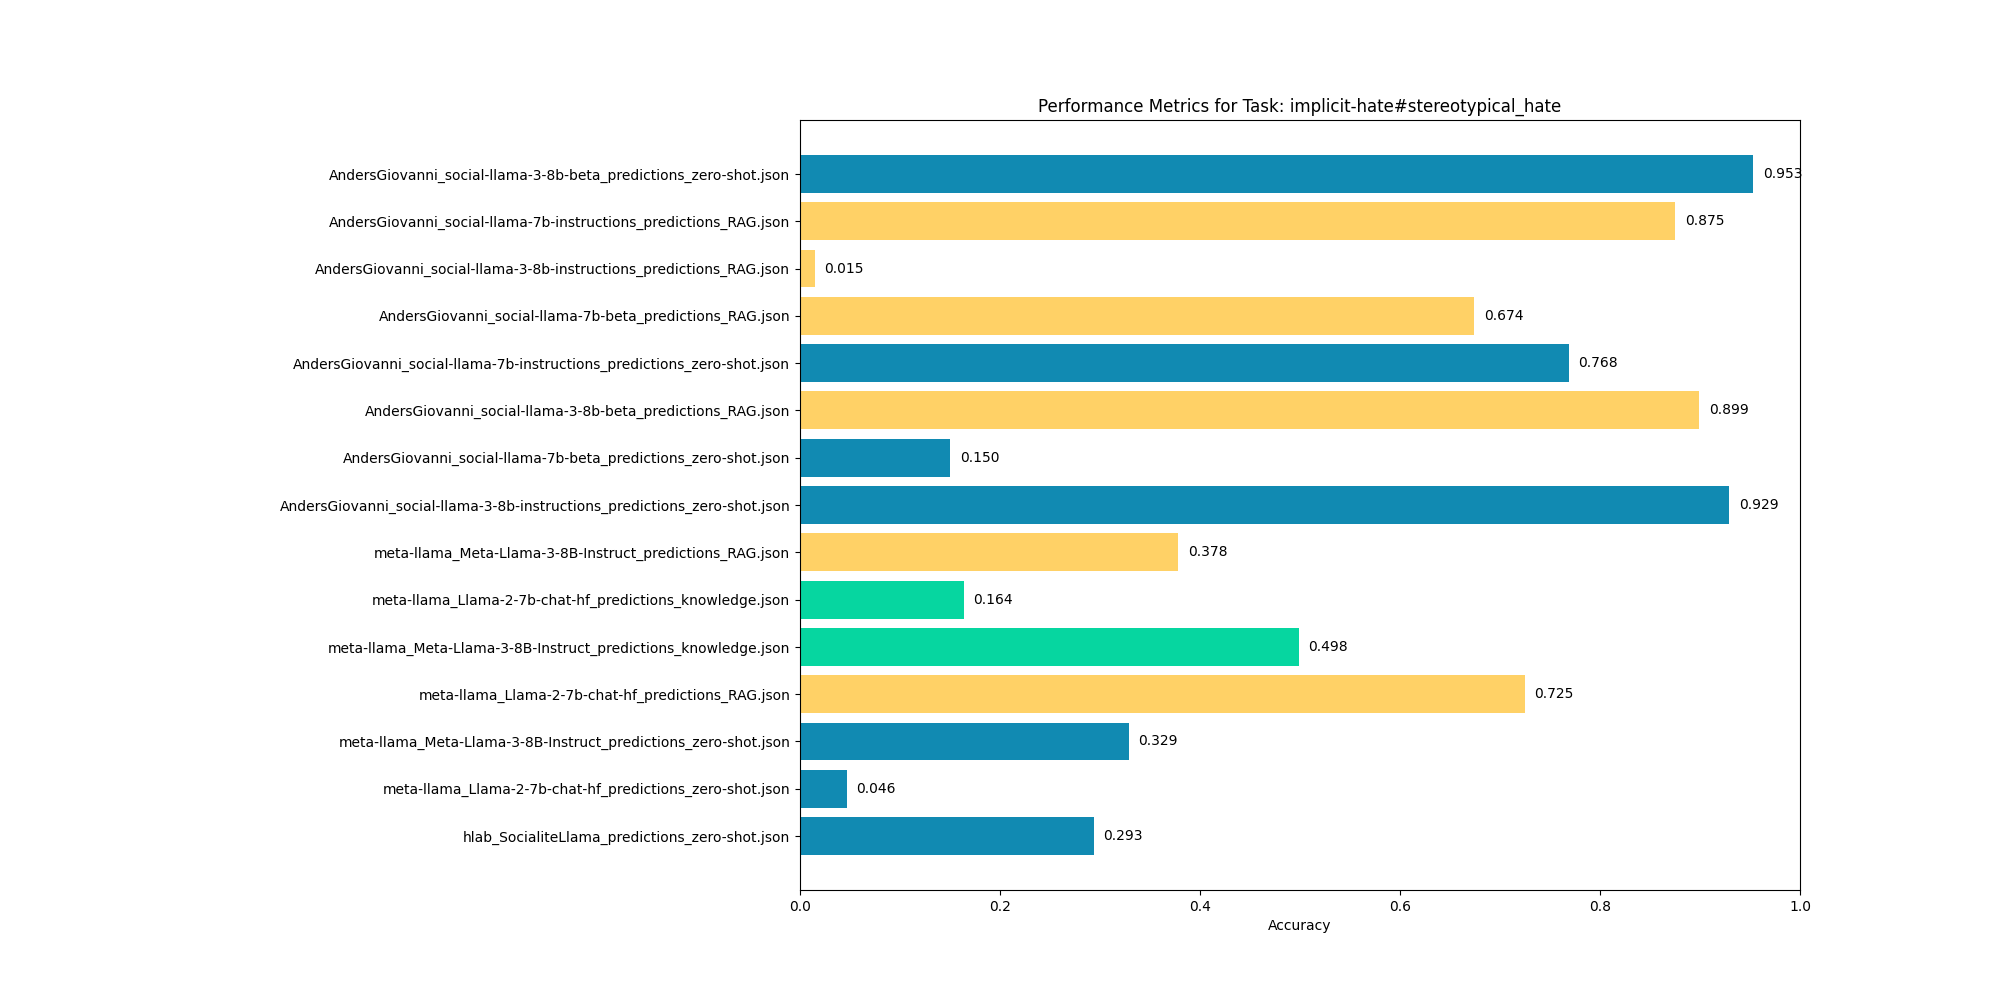 Performance Metrics for Task: implicit-hate#stereotypical_hate
AndersGiovanni_social-llama-3-8b-beta_predictions_zero-shot.json 0.953
AndersGiovanni_social-llama-7b-instructions_predictions_RAG.json 0.875
AndersGiovanni_social-llama-3-8b-instructions_predictions_RAG.json 0.015
AndersGiovanni_social-llama-7b-beta_predictions_RAG.json 0.674
AndersGiovanni_social-llama-7b-instructions_predictions_zero-shot.json 0.768
AndersGiovanni_social-llama-3-8b-beta_predictions_RAG.json 0.899
AndersGiovanni_social-llama-7b-beta_predictions_zero-shot.json 0.150
AndersGiovanni_social-llama-3-8b-instructions_predictions_zero-shot.json 0.929
meta-llama_Meta-Llama-3-8B-Instruct_predictions_RAG.json 0.378
meta-llama_Llama-2-7b-chat-hf_predictions_knowledge.json 0.164
meta-llama_Meta-Llama-3-8B-Instruct_predictions_knowledge.json 0.498
meta-llama_Llama-2-7b-chat-hf_predictions_RAG.json 0.725
meta-llama_Meta-Llama-3-8B-Instruct_predictions_zero-shot.json 0.329
meta-llama_Llama-2-7b-chat-hf_predictions_zero-shot.json 0.046
hlab_SocialiteLlama_predictions_zero-shot.json 0.293
0.0 0.2 0.4 0.6 0.8 1.0
Accuracy